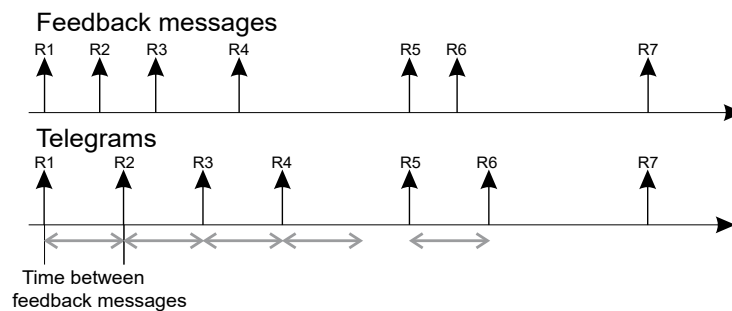 Feedback messages
R1 R2 R3 R4 R5 R6 R7
Telegrams
R1 R2 R3 R4 R5 R6 R7
Time between
feedback messages